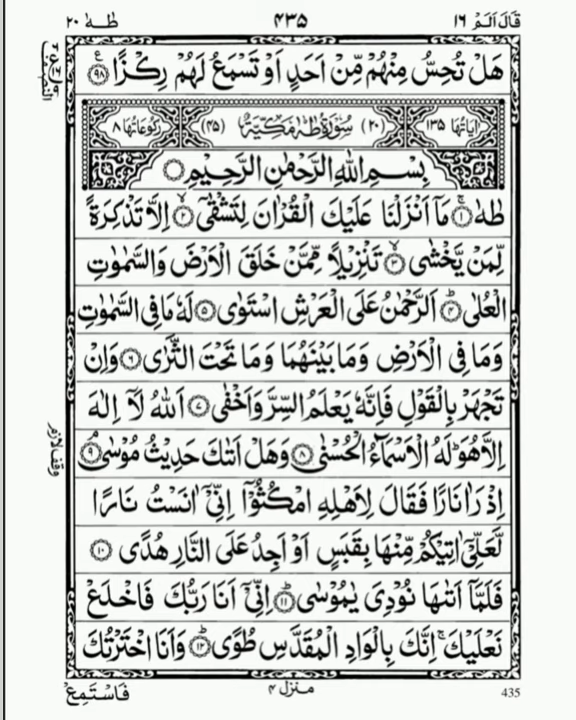 قَالَ اَلَمْ ١٦ ٤٣٥ طٰهٰ ٢٠
هَلْ تُحِسُّ مِنْهُمْ مِّنْ اَحَدٍ اَوْ تَسْمَعُ لَهُمْ رِكْزًا ۝٩٨
اٰيَاتُهَا ١٣٥ (٢٠) سُوْرَةُ طٰهٰ مَكِّيَّةٌ (٤٥) رُكُوْعَاتُهَا ٨
بِسْمِ اللّٰهِ الرَّحْمٰنِ الرَّحِيْمِ
طٰهٰ ۝١ مَاۤ اَنْزَلْنَا عَلَيْكَ الْقُرْاٰنَ لِتَشْقٰۤى ۝٢ اِلَّا تَذْكِرَةً
لِّمَنْ يَّخْشٰى ۝٣ تَنْزِيْلًا مِّمَّنْ خَلَقَ الْاَرْضَ وَالسَّمٰوٰتِ
الْعُلٰى ۝٤ اَلرَّحْمٰنُ عَلَى الْعَرْشِ اسْتَوٰى ۝٥ لَهٗ مَا فِى السَّمٰوٰتِ
وَمَا فِى الْاَرْضِ وَمَا بَيْنَهُمَا وَمَا تَحْتَ الثَّرٰى ۝٦ وَاِنْ
تَجْهَرْ بِالْقَوْلِ فَاِنَّهٗ يَعْلَمُ السِّرَّ وَاَخْفٰى ۝٧ اَللّٰهُ لَاۤ اِلٰهَ
اِلَّا هُوَ ؕ لَهُ الْاَسْمَآءُ الْحُسْنٰى ۝٨ وَهَلْ اَتٰىكَ حَدِيْثُ مُوْسٰى ۝٩
وقف لازم
اِذْ رَاٰ نَارًا فَقَالَ لِاَهْلِهِ امْكُثُوْۤا اِنِّىْۤ اٰنَسْتُ نَارًا
لَّعَلِّىْۤ اٰتِيْكُمْ مِّنْهَا بِقَبَسٍ اَوْ اَجِدُ عَلَى النَّارِ هُدًى ۝١٠
فَلَمَّاۤ اَتٰىهَا نُوْدِىَ يٰمُوْسٰى ۝١١ اِنِّىْۤ اَنَا رَبُّكَ فَاخْلَعْ
نَعْلَيْكَ ۚ اِنَّكَ بِالْوَادِ الْمُقَدَّسِ طُوًى ۝١٢ وَاَنَا اخْتَرْتُكَ
435 منزل ٤ فَاسْتَمِعْ